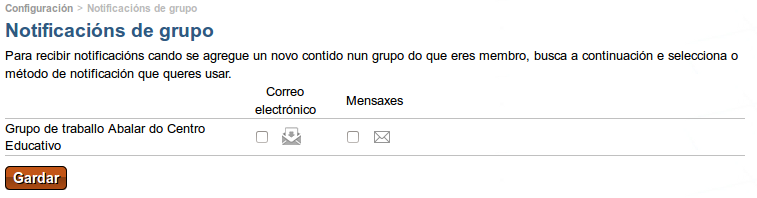 Configuración > Notificacións de grupo
Notificacións de grupo
Para recibir notificacións cando se agregue un novo contido nun grupo do que eres membro, busca a continuación e selecciona o
método de notificación que queres usar.
Correo
electrónico
Mensaxes
Grupo de traballo Abalar do Centro
Educativo
Gardar